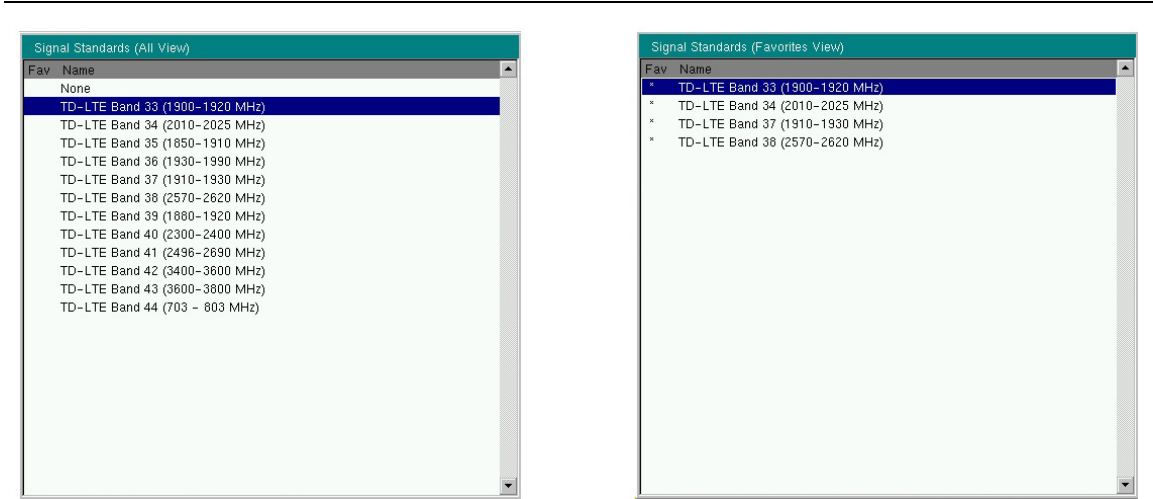 Signal Standards (All View)
Fav Name
None
TD-LTE Band 33 (1900-1920 MHz)
TD-LTE Band 34 (2010-2025 MHz)
TD-LTE Band 35 (1850-1910 MHz)
TD-LTE Band 36 (1930-1990 MHz)
TD-LTE Band 37 (1910-1930 MHz)
TD-LTE Band 38 (2570-2620 MHz)
TD-LTE Band 39 (1880-1920 MHz)
TD-LTE Band 40 (2300-2400 MHz)
TD-LTE Band 41 (2496-2690 MHz)
TD-LTE Band 42 (3400-3600 MHz)
TD-LTE Band 43 (3600-3800 MHz)
TD-LTE Band 44 (703 - 803 MHz)
Signal Standards (Favorites View)
Fav Name
* TD-LTE Band 33 (1900-1920 MHz)
* TD-LTE Band 34 (2010-2025 MHz)
* TD-LTE Band 37 (1910-1930 MHz)
* TD-LTE Band 38 (2570-2620 MHz)